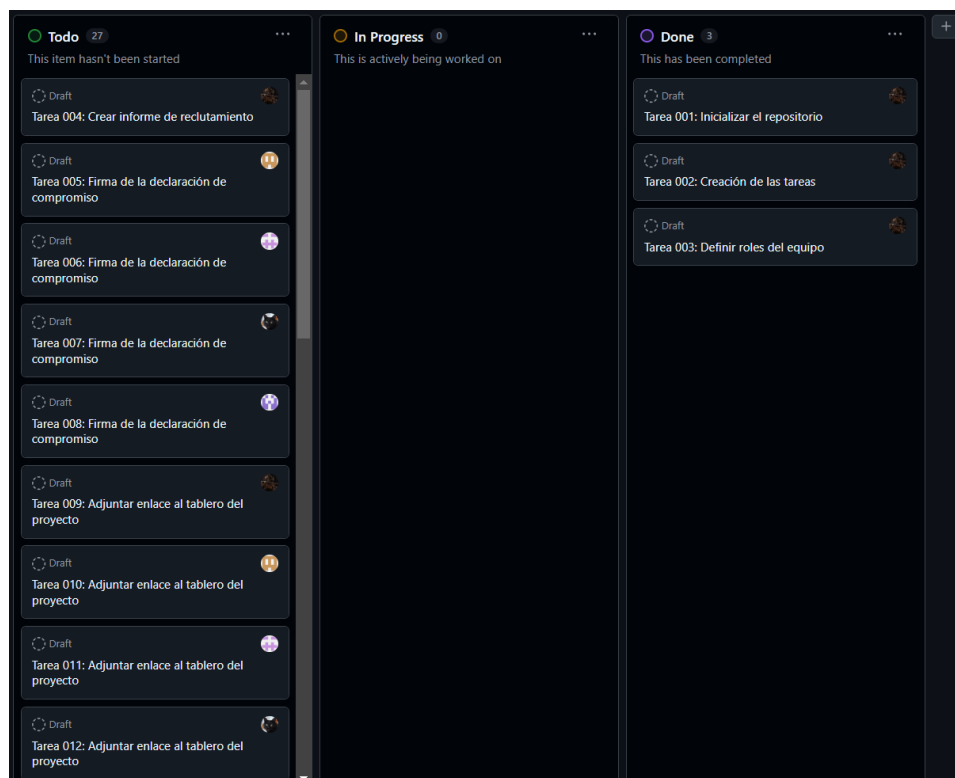 Todo 27
This item hasn't been started
Draft
Tarea 004: Crear informe de reclutamiento
Draft
Tarea 005: Firma de la declaración de
compromiso
Draft
Tarea 006: Firma de la declaración de
compromiso
Draft
Tarea 007: Firma de la declaración de
compromiso
Draft
Tarea 008: Firma de la declaración de
compromiso
Draft
Tarea 009: Adjuntar enlace al tablero del
proyecto
Draft
Tarea 010: Adjuntar enlace al tablero del
proyecto
Draft
Tarea 011: Adjuntar enlace al tablero del
proyecto
Draft
Tarea 012: Adjuntar enlace al tablero del
proyecto
In Progress 0
This is actively being worked on
Done 3
This has been completed
Draft
Tarea 001: Inicializar el repositorio
Draft
Tarea 002: Creación de las tareas
Draft
Tarea 003: Definir roles del equipo